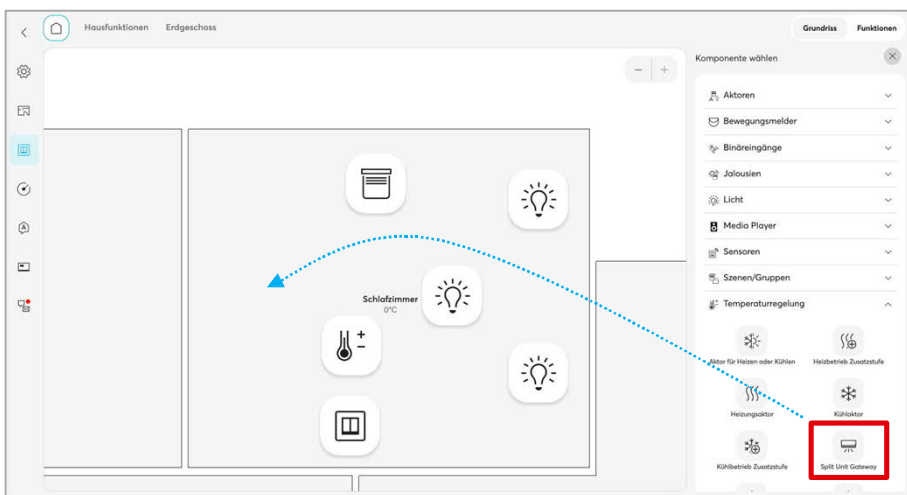 Hausfunktionen Erdgeschoss
Grundriss Funktionen
Komponente wählen
Aktoren
Bewegungsmelder
Binäreingänge
Jalousien
Licht
Media Player
Sensoren
Szenen/Gruppen
Temperaturregelung
Schlafzimmer
0°C
Aktor für Heizen oder Kühlen Heizbetrieb Zusatzstufe
Heizungsaktor Kühlaktor
Kühlbetrieb Zusatzstufe Split Unit Gateway